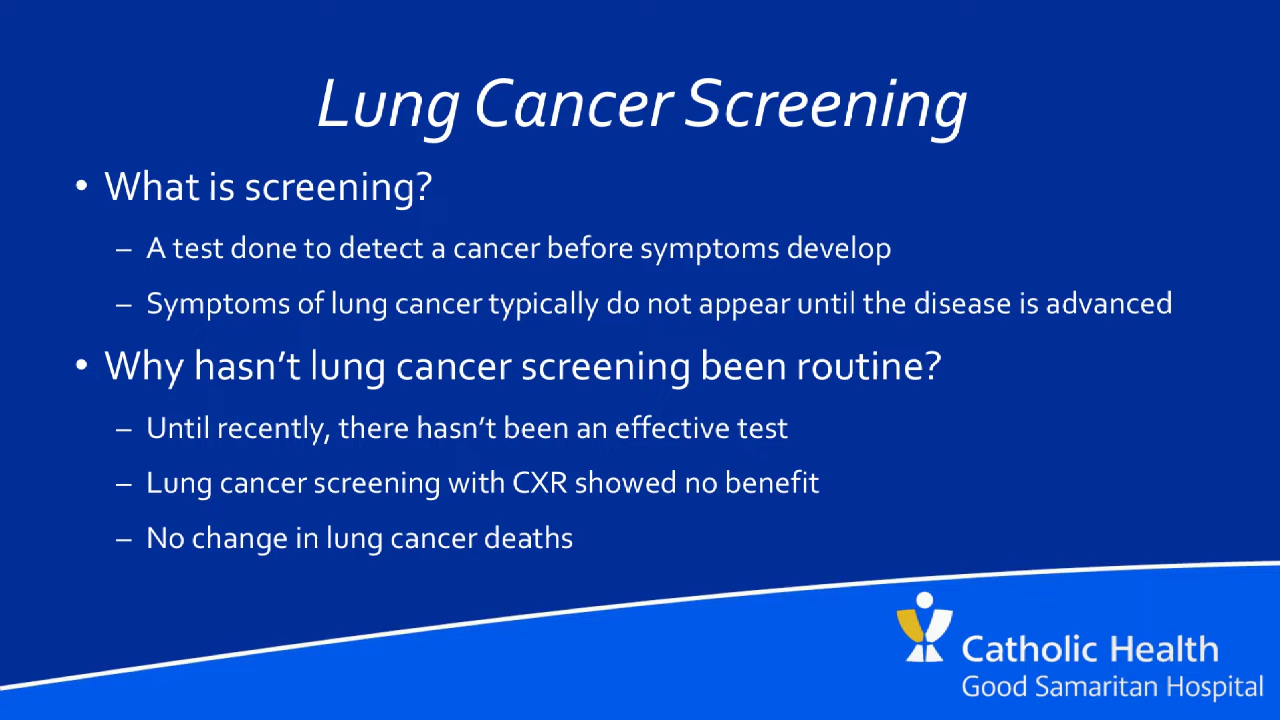 Lung Cancer Screening
• What is screening?
– A test done to detect a cancer before symptoms develop
– Symptoms of lung cancer typically do not appear until the disease is advanced
• Why hasn’t lung cancer screening been routine?
– Until recently, there hasn’t been an effective test
– Lung cancer screening with CXR showed no benefit
– No change in lung cancer deaths
Catholic Health
Good Samaritan Hospital